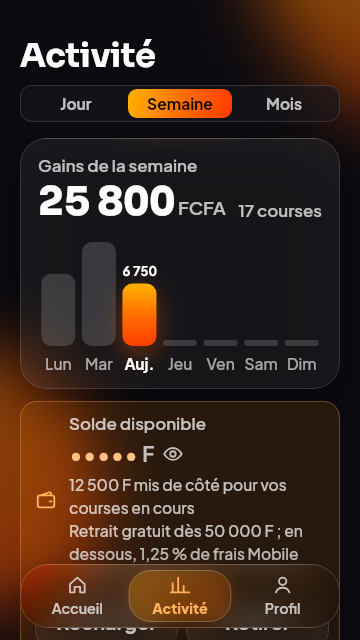 Activité
Jour Semaine Mois
Gains de la semaine
25 800 FCFA 17 courses
6 750
Lun Mar Auj. Jeu Ven Sam Dim
Solde disponible
••••• F
12 500 F mis de côté pour vos
courses en cours
Retrait gratuit dès 50 000 F ; en
dessous, 1,25 % de frais Mobile
Accueil Activité Profil